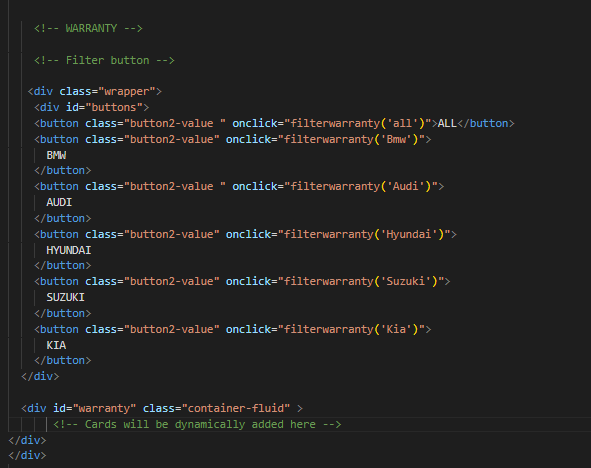 <!-- WARRANTY -->
<!-- Filter button -->
<div class="wrapper">
<div id="buttons">
<button class="button2-value " onclick="filterwarranty('all')">ALL</button>
<button class="button2-value" onclick="filterwarranty('Bmw')">
BMW
</button>
<button class="button2-value " onclick="filterwarranty('Audi')">
AUDI
</button>
<button class="button2-value" onclick="filterwarranty('Hyundai')">
HYUNDAI
</button>
<button class="button2-value" onclick="filterwarranty('Suzuki')">
SUZUKI
</button>
<button class="button2-value" onclick="filterwarranty('Kia')">
KIA
</button>
</div>
<div id="warranty" class="container-fluid" >
<!-- Cards will be dynamically added here -->
</div>
</div>